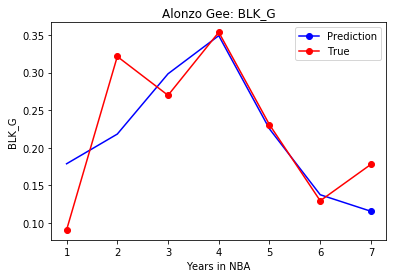 Alonzo Gee: BLK_G
Prediction
True
0.35
0.30
0.25
0.20
0.15
0.10
BLK_G
1 2 3 4 5 6 7
Years in NBA